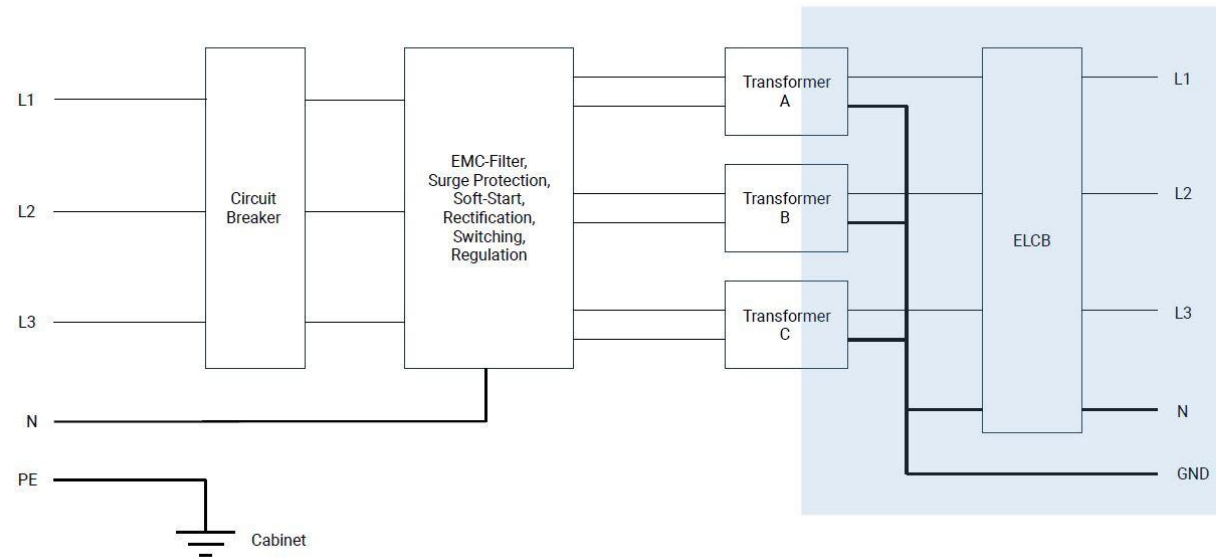 L1
L2
L3
N
PE
Cabinet
Circuit
Breaker
EMC-Filter,
Surge Protection,
Soft-Start,
Rectification,
Switching,
Regulation
Transformer
A
Transformer
B
Transformer
C
ELCB
L1
L2
L3
N
GND